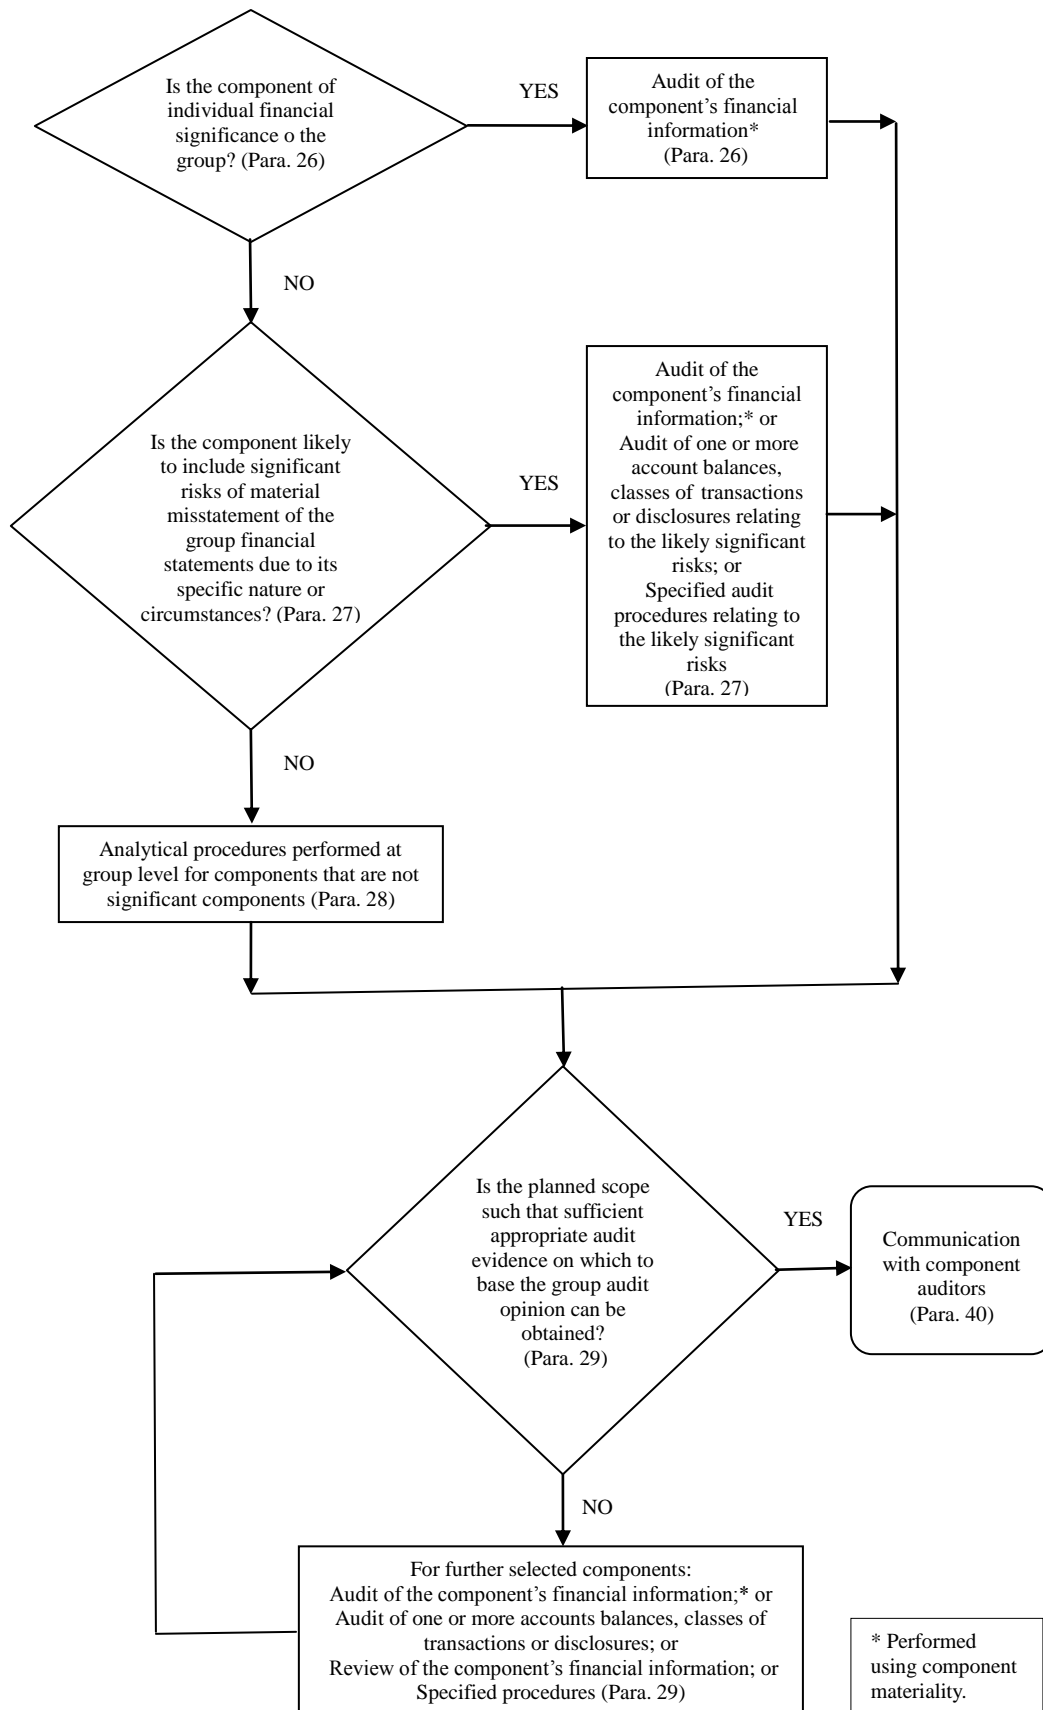 Is the component of
individual financial
significance o the
group? (Para. 26)
YES
Audit of the
component’s financial
information*
(Para. 26)
NO
Is the component likely
to include significant
risks of material
misstatement of the
group financial
statements due to its
specific nature or
circumstances? (Para. 27)
YES
Audit of the
component’s financial
information;* or
Audit of one or more
account balances,
classes of transactions
or disclosures relating
to the likely significant
risks; or
Specified audit
procedures relating to
the likely significant
risks
(Para. 27)
NO
Analytical procedures performed at
group level for components that are not
significant components (Para. 28)
Is the planned scope
such that sufficient
appropriate audit
evidence on which to
base the group audit
opinion can be
obtained?
(Para. 29)
YES
Communication
with component
auditors
(Para. 40)
NO
For further selected components:
Audit of the component’s financial information;* or
Audit of one or more accounts balances, classes of
transactions or disclosures; or
Review of the component’s financial information; or
Specified procedures (Para. 29)
* Performed
using component
materiality.